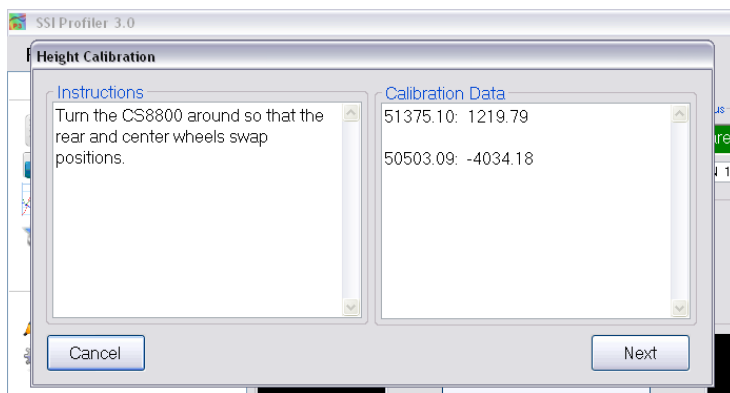 SSI Profiler 3.0
Height Calibration
Instructions
Turn the CS8800 around so that the
rear and center wheels swap
positions.
Calibration Data
51375.10: 1219.79
50503.09: -4034.18
Cancel
Next